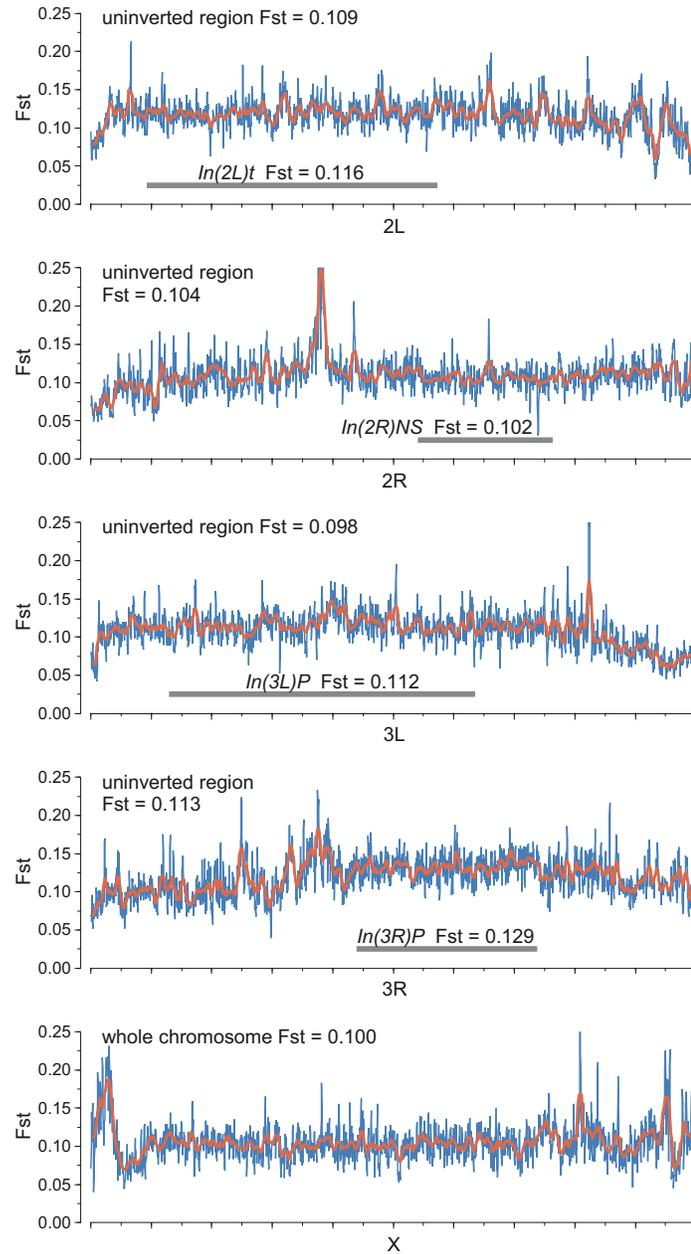 uninverted region Fst = 0.109
0.25
0.20
0.15
0.10
0.05
0.00
Fst
In(2L)t Fst = 0.116
2L
uninverted region
Fst = 0.104
0.25
0.20
0.15
0.10
0.05
0.00
Fst
In(2R)NS Fst = 0.102
2R
uninverted region Fst = 0.098
0.25
0.20
0.15
0.10
0.05
0.00
Fst
In(3L)P Fst = 0.112
3L
uninverted region
Fst = 0.113
0.25
0.20
0.15
0.10
0.05
0.00
Fst
In(3R)P Fst = 0.129
3R
whole chromosome Fst = 0.100
0.25
0.20
0.15
0.10
0.05
0.00
Fst
X